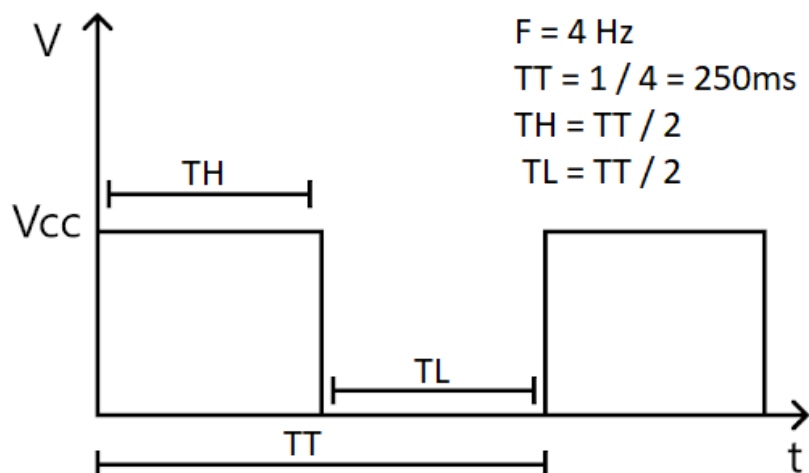 V
F = 4 Hz
TT = 1 / 4 = 250ms
TH = TT / 2
TL = TT / 2
TH
Vcc
TL
TT
t